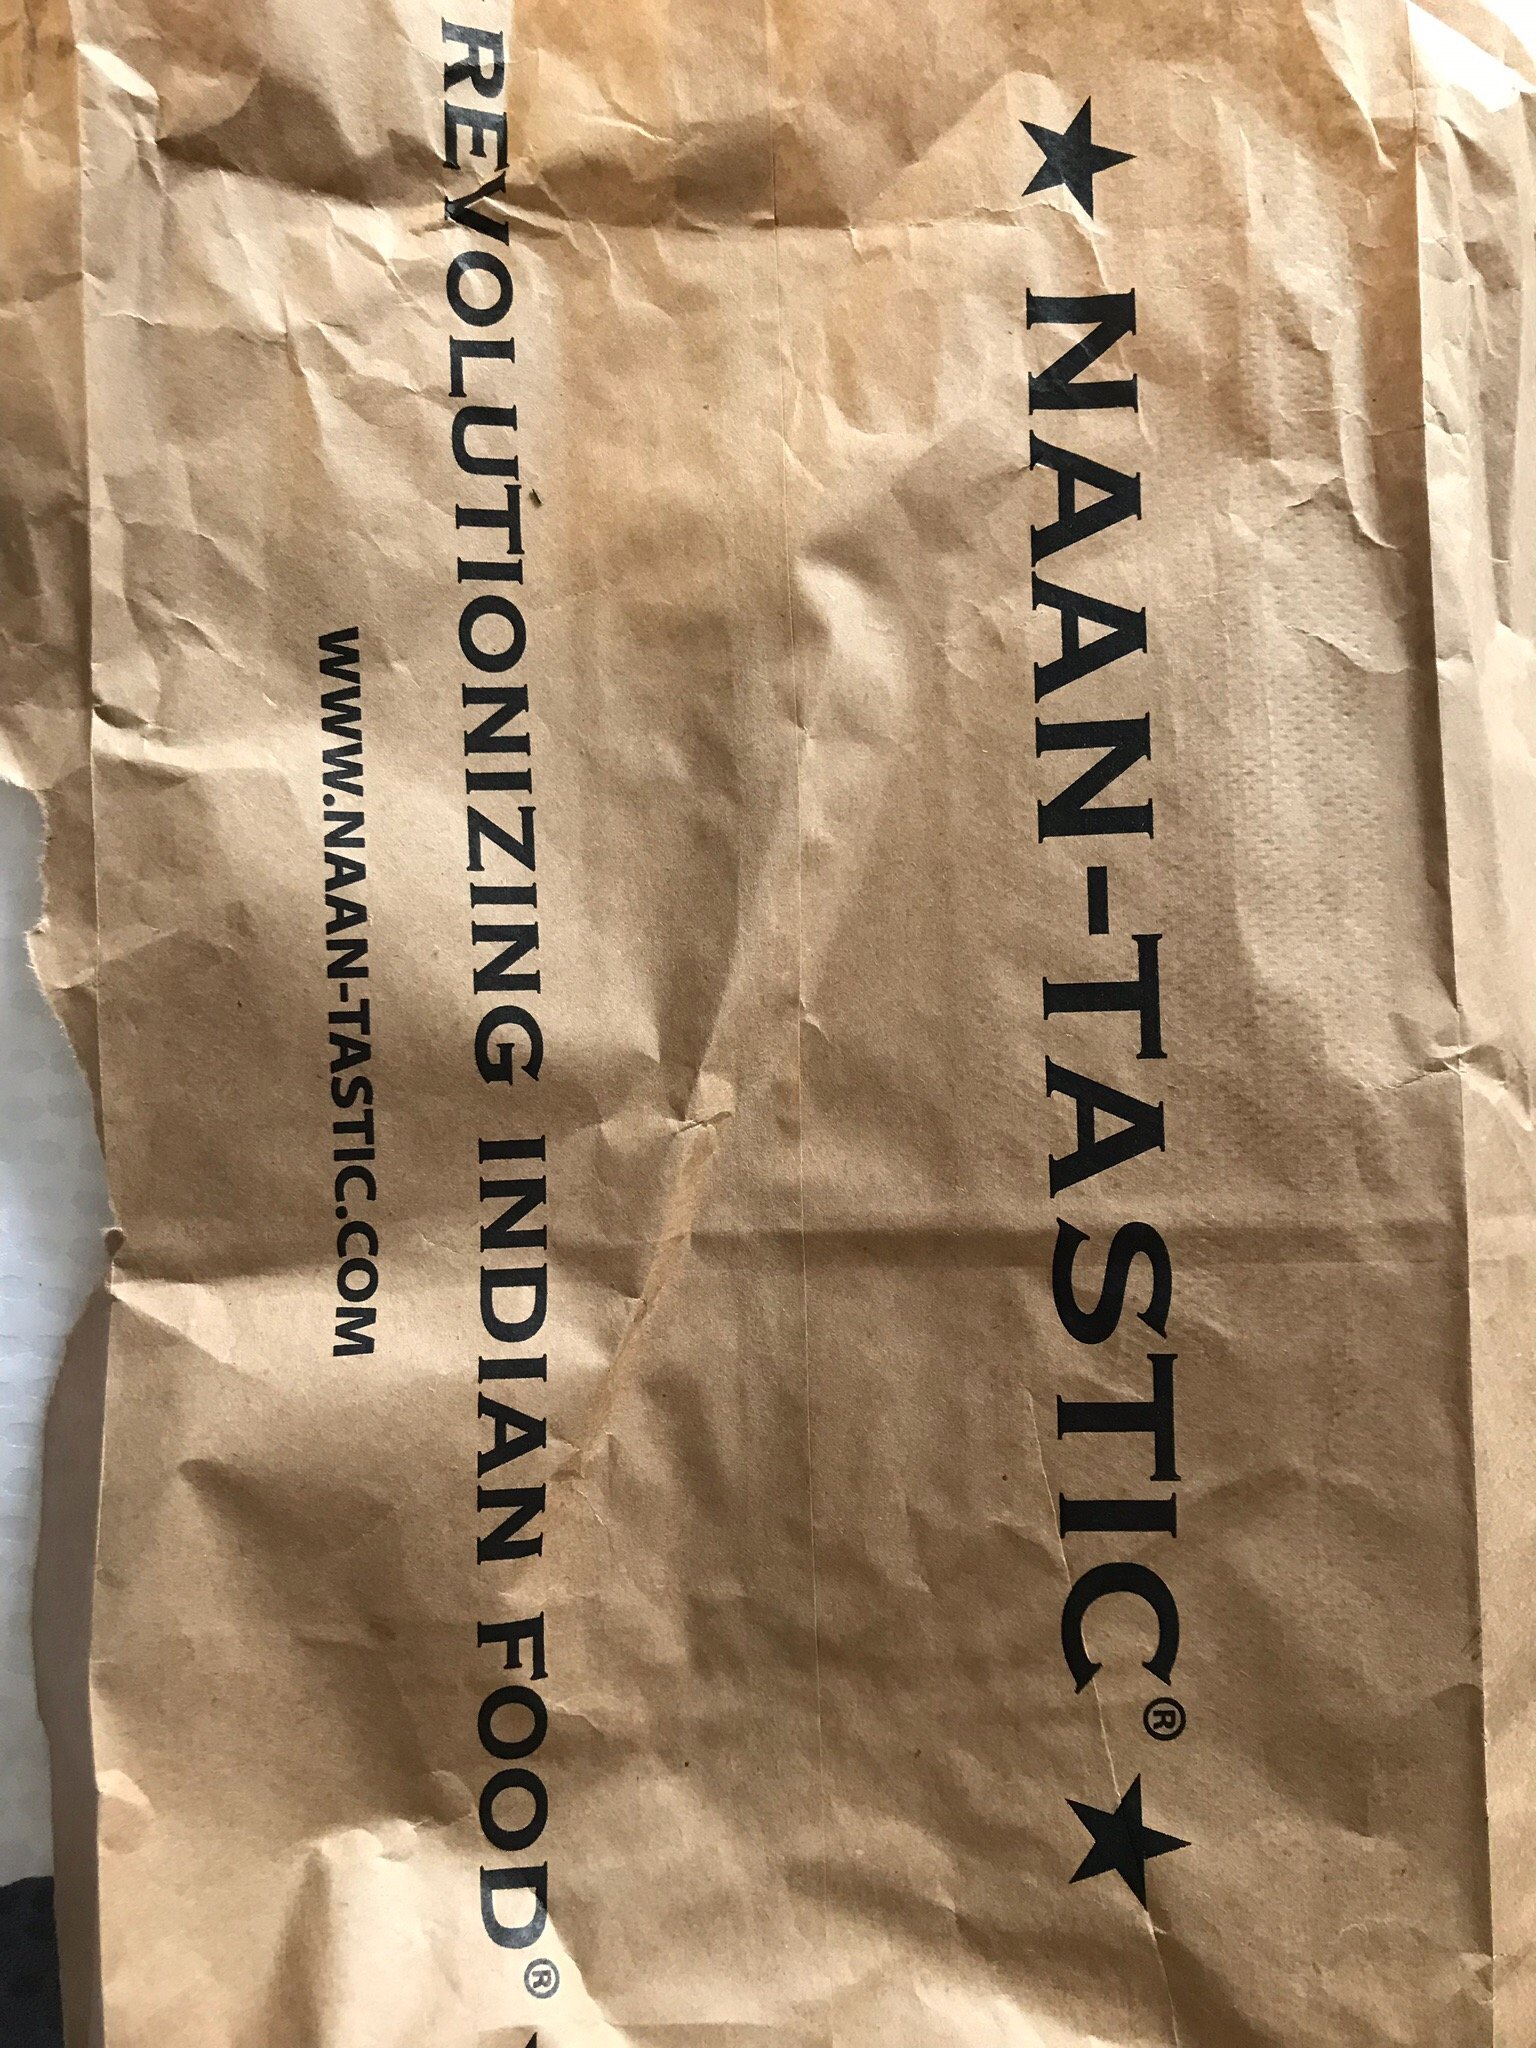 ★ NAAN-TASTIC® ★
REVOLUTIONIZING INDIAN FOOD®
WWW.NAAN-TASTIC.COM